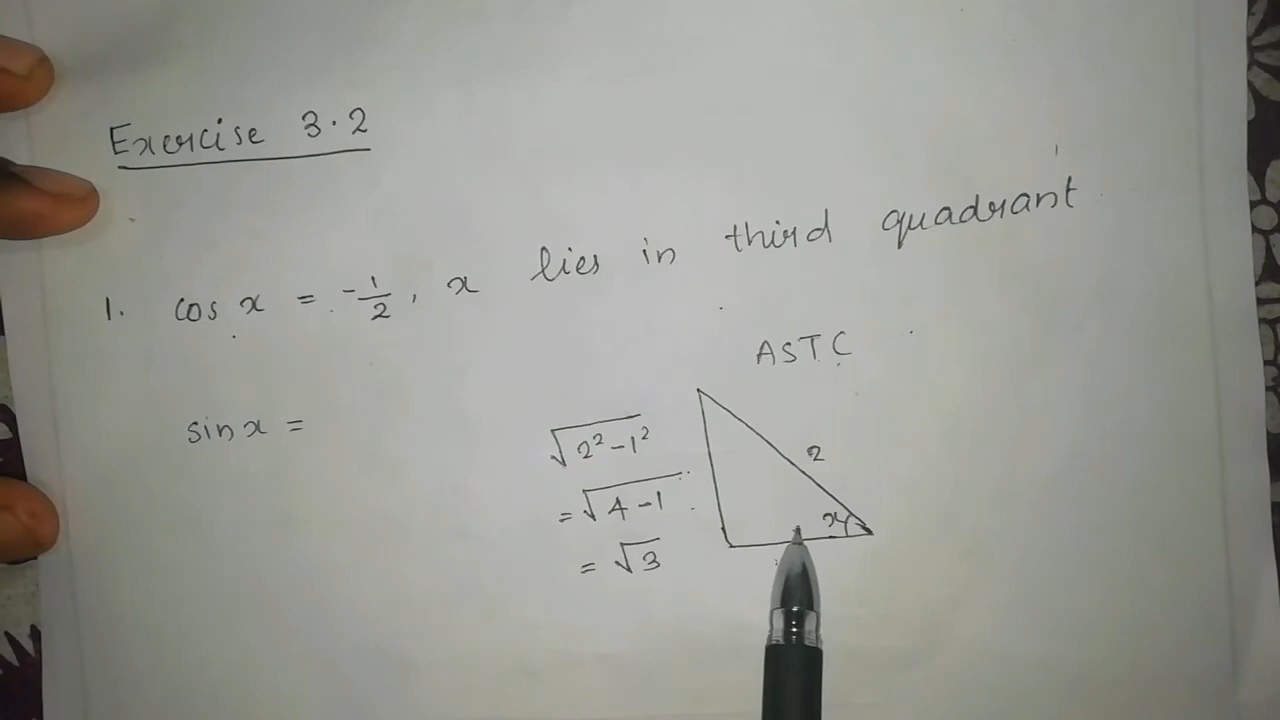 Exercise 3.2
1. cos x = -1/2, x lies in third quadrant
ASTC
sin x =
√(2² - 1²)
= √(4 - 1)
= √3
2
x